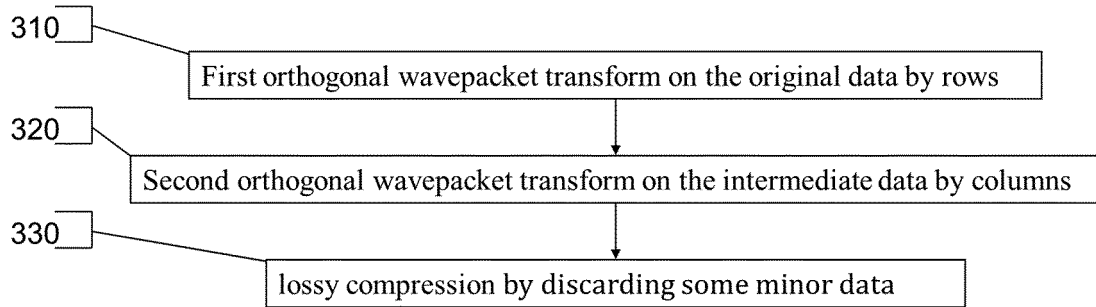 310
First orthogonal wavepacket transform on the original data by rows
320
Second orthogonal wavepacket transform on the intermediate data by columns
330
lossy compression by discarding some minor data